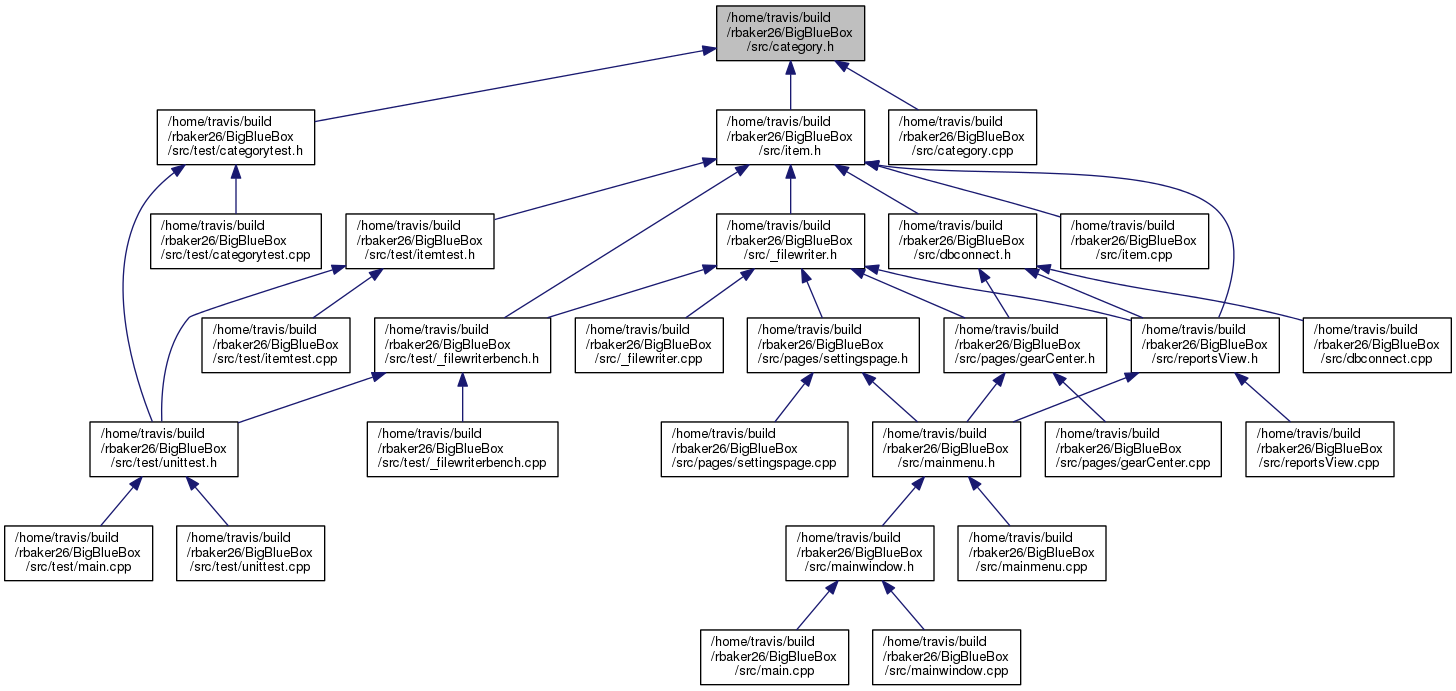 /home/travis/build
/rbaker26/BigBlueBox
/src/category.h
/home/travis/build
/rbaker26/BigBlueBox
/src/test/categorytest.h
/home/travis/build
/rbaker26/BigBlueBox
/src/item.h
/home/travis/build
/rbaker26/BigBlueBox
/src/category.cpp
/home/travis/build
/rbaker26/BigBlueBox
/src/test/categorytest.cpp
/home/travis/build
/rbaker26/BigBlueBox
/src/test/itemtest.h
/home/travis/build
/rbaker26/BigBlueBox
/src/_filewriter.h
/home/travis/build
/rbaker26/BigBlueBox
/src/dbconnect.h
/home/travis/build
/rbaker26/BigBlueBox
/src/item.cpp
/home/travis/build
/rbaker26/BigBlueBox
/src/test/itemtest.cpp
/home/travis/build
/rbaker26/BigBlueBox
/src/test/_filewriterbench.h
/home/travis/build
/rbaker26/BigBlueBox
/src/_filewriter.cpp
/home/travis/build
/rbaker26/BigBlueBox
/src/pages/settingspage.h
/home/travis/build
/rbaker26/BigBlueBox
/src/pages/gearCenter.h
/home/travis/build
/rbaker26/BigBlueBox
/src/reportsView.h
/home/travis/build
/rbaker26/BigBlueBox
/src/dbconnect.cpp
/home/travis/build
/rbaker26/BigBlueBox
/src/test/unittest.h
/home/travis/build
/rbaker26/BigBlueBox
/src/test/_filewriterbench.cpp
/home/travis/build
/rbaker26/BigBlueBox
/src/pages/settingspage.cpp
/home/travis/build
/rbaker26/BigBlueBox
/src/mainmenu.h
/home/travis/build
/rbaker26/BigBlueBox
/src/pages/gearCenter.cpp
/home/travis/build
/rbaker26/BigBlueBox
/src/reportsView.cpp
/home/travis/build
/rbaker26/BigBlueBox
/src/test/main.cpp
/home/travis/build
/rbaker26/BigBlueBox
/src/test/unittest.cpp
/home/travis/build
/rbaker26/BigBlueBox
/src/mainwindow.h
/home/travis/build
/rbaker26/BigBlueBox
/src/mainmenu.cpp
/home/travis/build
/rbaker26/BigBlueBox
/src/main.cpp
/home/travis/build
/rbaker26/BigBlueBox
/src/mainwindow.cpp